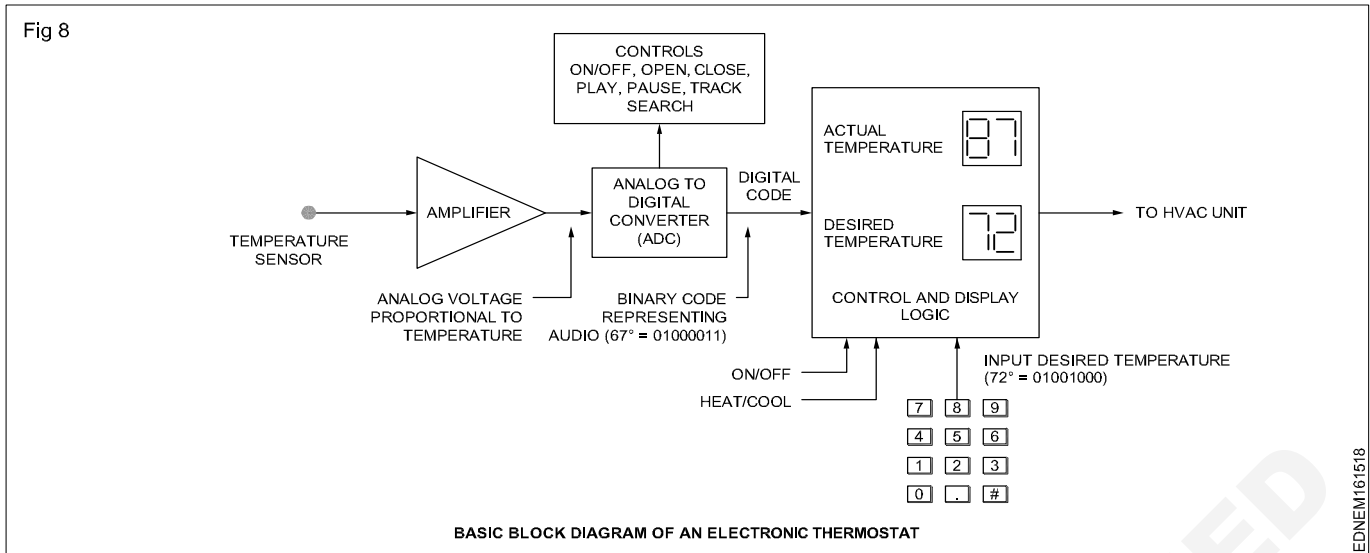 Fig 8
CONTROLS
ON/OFF, OPEN, CLOSE,
PLAY, PAUSE, TRACK
SEARCH
TEMPERATURE
SENSOR
AMPLIFIER
ANALOG VOLTAGE
PROPORTIONAL TO
TEMPERATURE
ANALOG TO
DIGITAL
CONVERTER
(ADC)
DIGITAL
CODE
BINARY CODE
REPRESENTING
AUDIO (67° = 01000011)
ACTUAL
TEMPERATURE
87
DESIRED
TEMPERATURE
72
CONTROL AND DISPLAY
LOGIC
TO HVAC UNIT
ON/OFF
HEAT/COOL
INPUT DESIRED TEMPERATURE
(72° = 01001000)
7 8 9
4 5 6
1 2 3
0 . #
BASIC BLOCK DIAGRAM OF AN ELECTRONIC THERMOSTAT
EDNEM161518